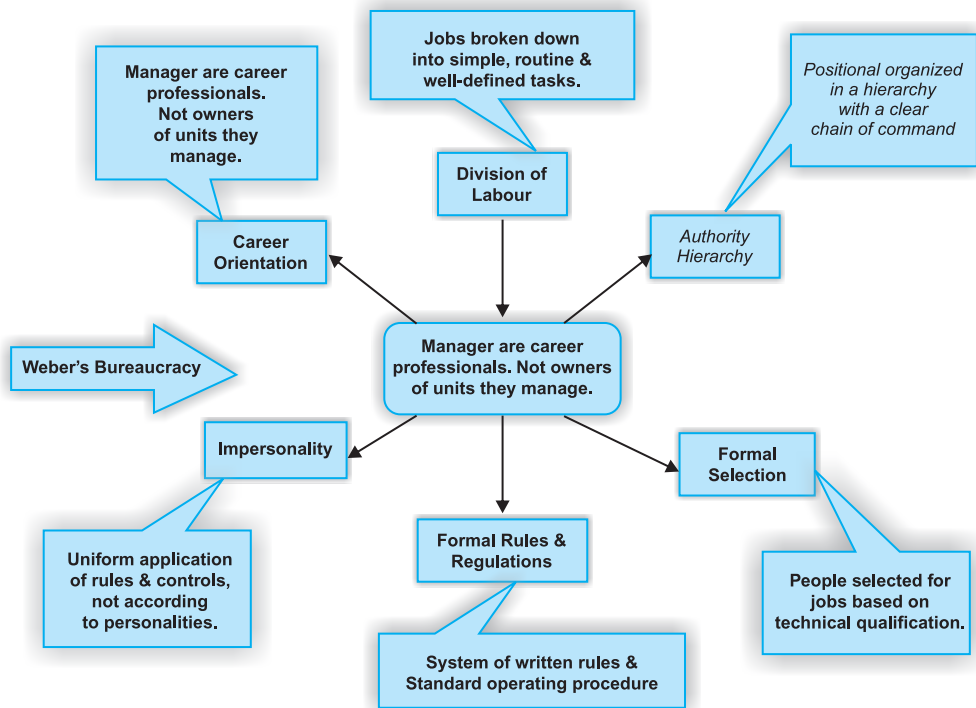 Manager are career
professionals.
Not owners
of units they
manage.
Jobs broken down
into simple, routine &
well-defined tasks.
Positional organized
in a hierarchy
with a clear
chain of command
Career
Orientation
Division of
Labour
Authority
Hierarchy
Weber's Bureaucracy
Manager are career
professionals. Not owners
of units they manage.
Impersonality
Formal
Selection
Formal Rules &
Regulations
Uniform application
of rules & controls,
not according
to personalities.
System of written rules &
Standard operating procedure
People selected for
jobs based on
technical qualification.